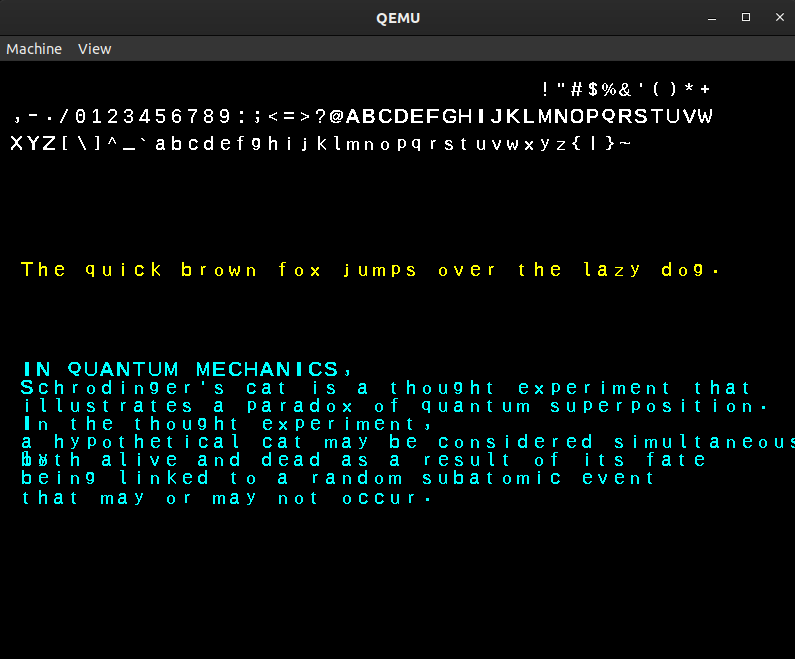 QEMU
Machine View
!"#$%&'()*+
,-./0123456789:;<=>?@ABCDEFGHIJKLMNOPQRSTUVW
XYZ[\]^_`abcdefghijklmnopqrstuvwxyz{|}~
The quick brown fox jumps over the lazy dog.
IN QUANTUM MECHANICS,
Schrodinger's cat is a thought experiment that
illustrates a paradox of quantum superposition.
In the thought experiment,
a hypothetical cat may be considered simultaneous
both alive and dead as a result of its fate
being linked to a random subatomic event
that may or may not occur.